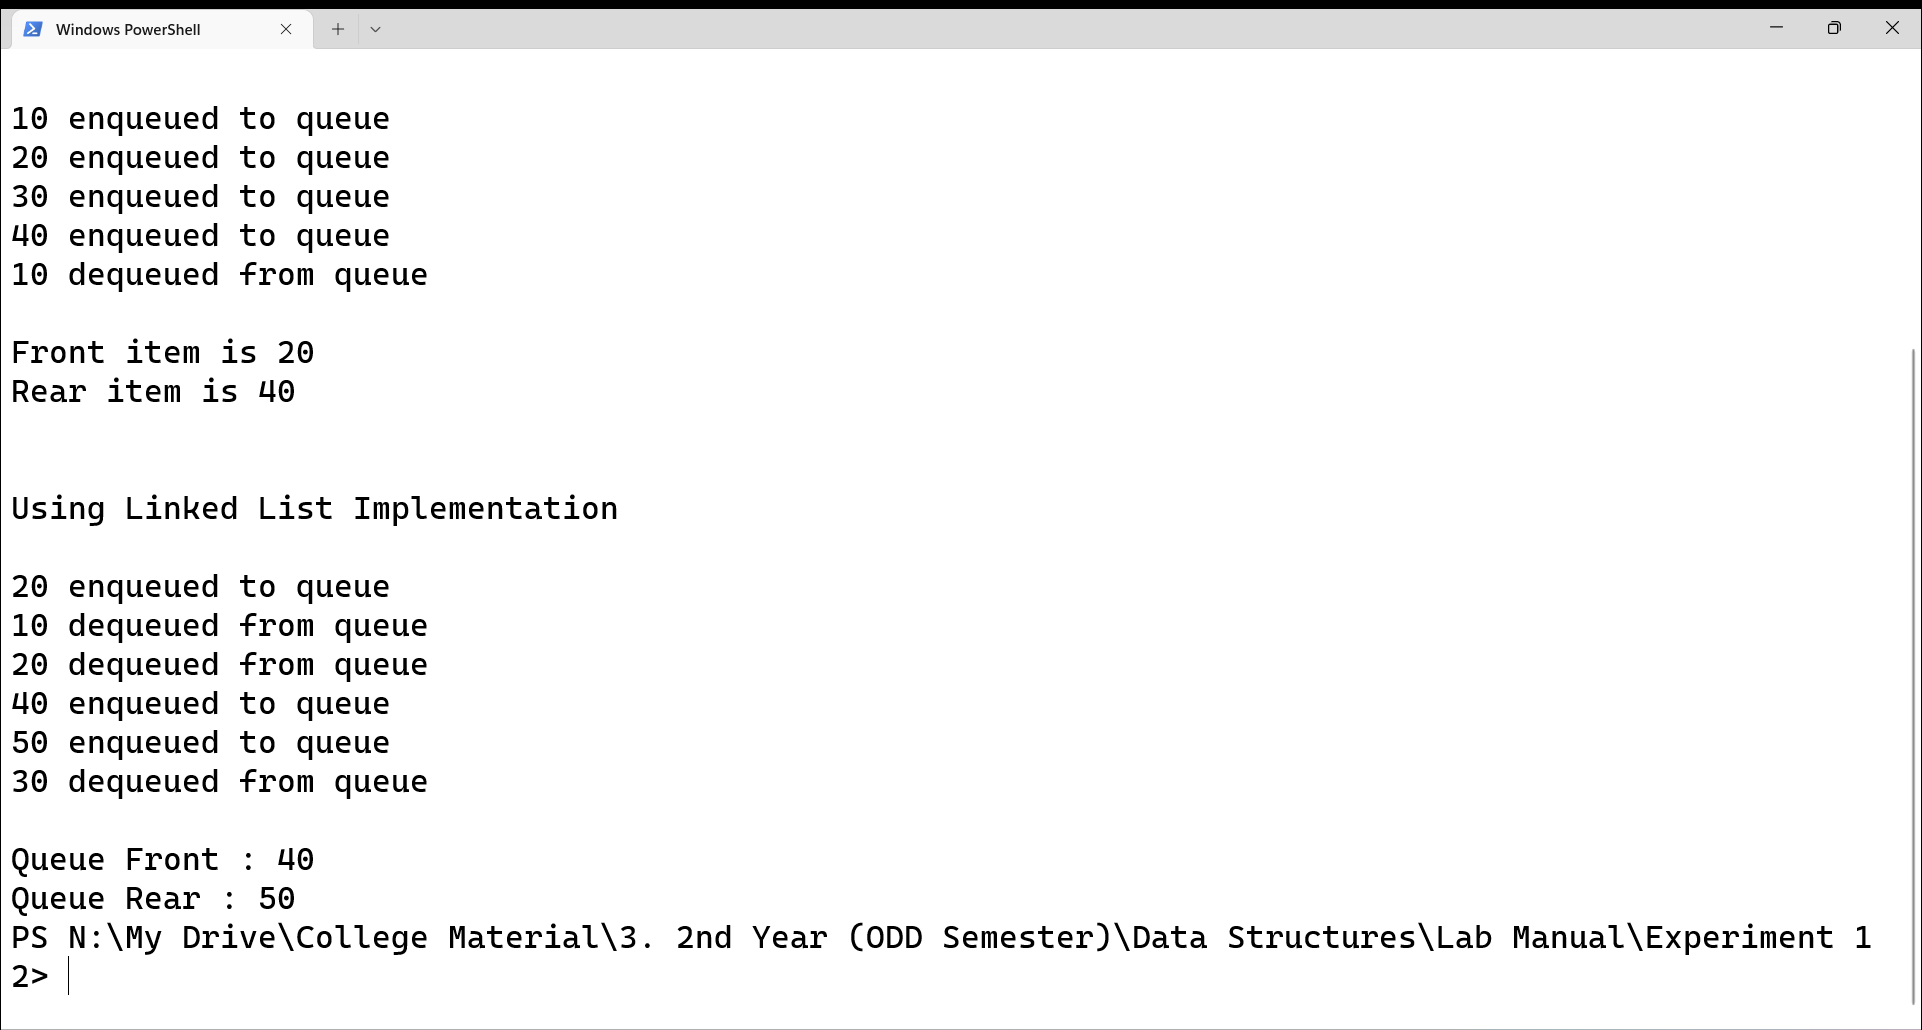 Windows PowerShell
10 enqueued to queue
20 enqueued to queue
30 enqueued to queue
40 enqueued to queue
10 dequeued from queue
Front item is 20
Rear item is 40
Using Linked List Implementation
20 enqueued to queue
10 dequeued from queue
20 dequeued from queue
40 enqueued to queue
50 enqueued to queue
30 dequeued from queue
Queue Front : 40
Queue Rear : 50
PS N:\My Drive\College Material\3. 2nd Year (ODD Semester)\Data Structures\Lab Manual\Experiment 1
2>